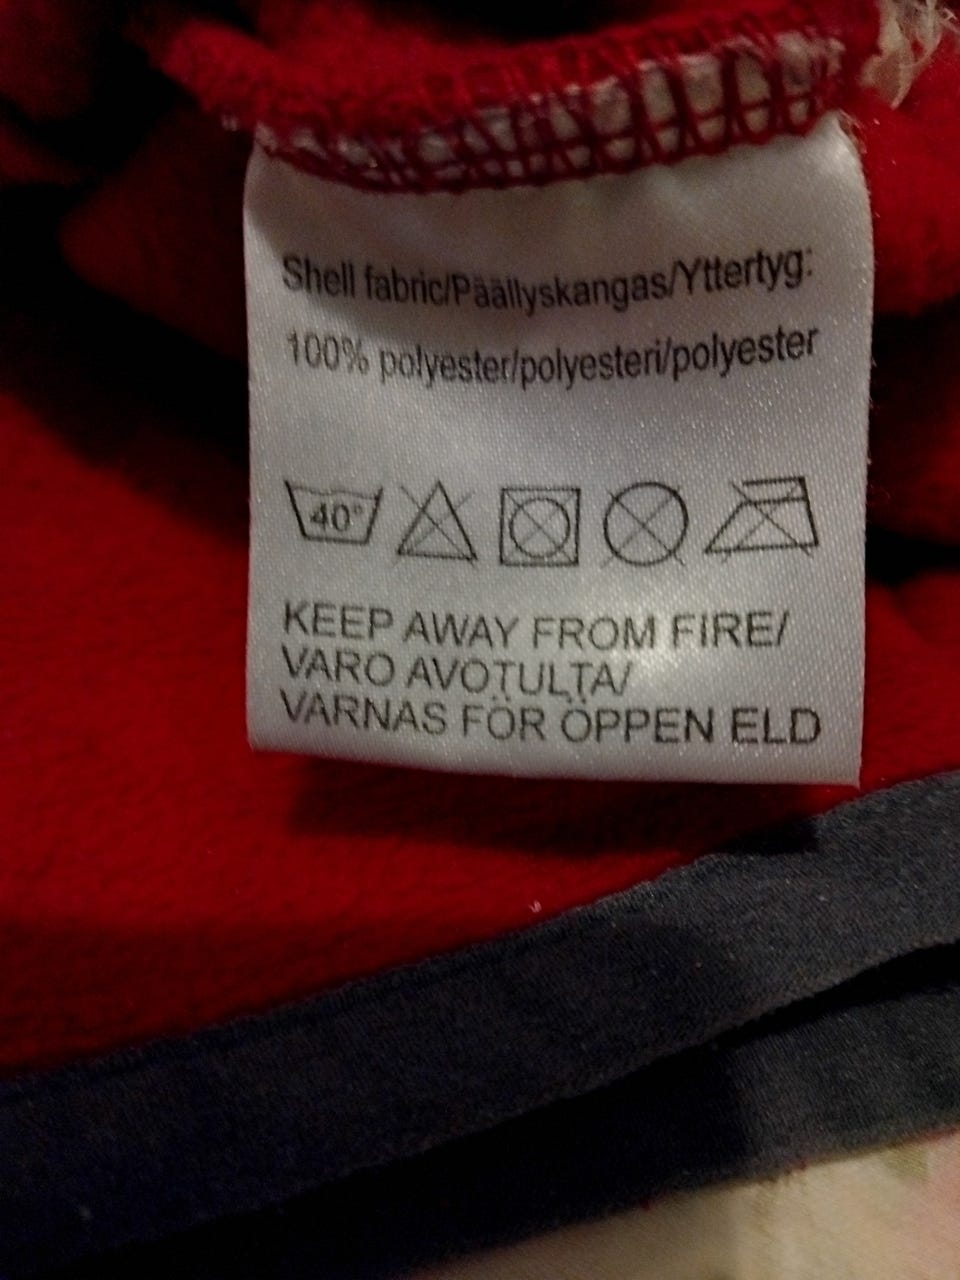 Shell fabric/Päällyskangas/Yttertyg:
100% polyester/polyesteri/polyester
40°
KEEP AWAY FROM FIRE/
VARO AVOTULTA/
VARNAS FÖR ÖPPEN ELD